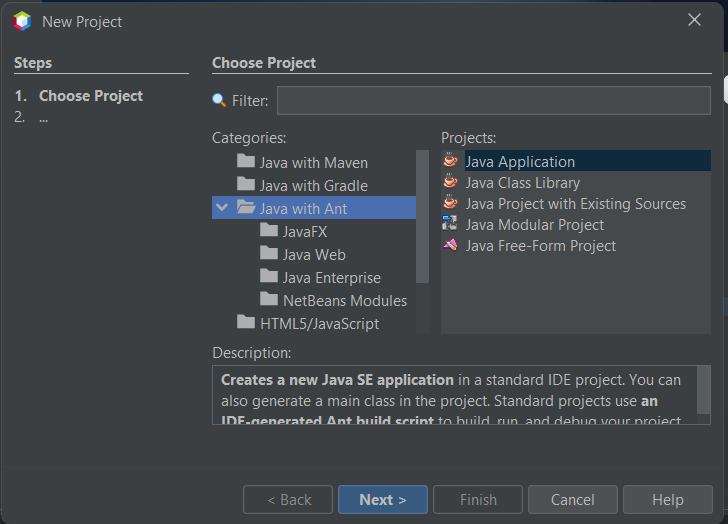 New Project
Steps
1. Choose Project
2. ...
Choose Project
Filter:
Categories:
Java with Maven
Java with Gradle
Java with Ant
JavaFX
Java Web
Java Enterprise
NetBeans Modules
HTML5/JavaScript
Projects:
Java Application
Java Class Library
Java Project with Existing Sources
Java Modular Project
Java Free-Form Project
Description:
Creates a new Java SE application in a standard IDE project. You can
also generate a main class in the project. Standard projects use an
IDE-generated Ant build script to build, run, and debug your project.
< Back
Next >
Finish
Cancel
Help